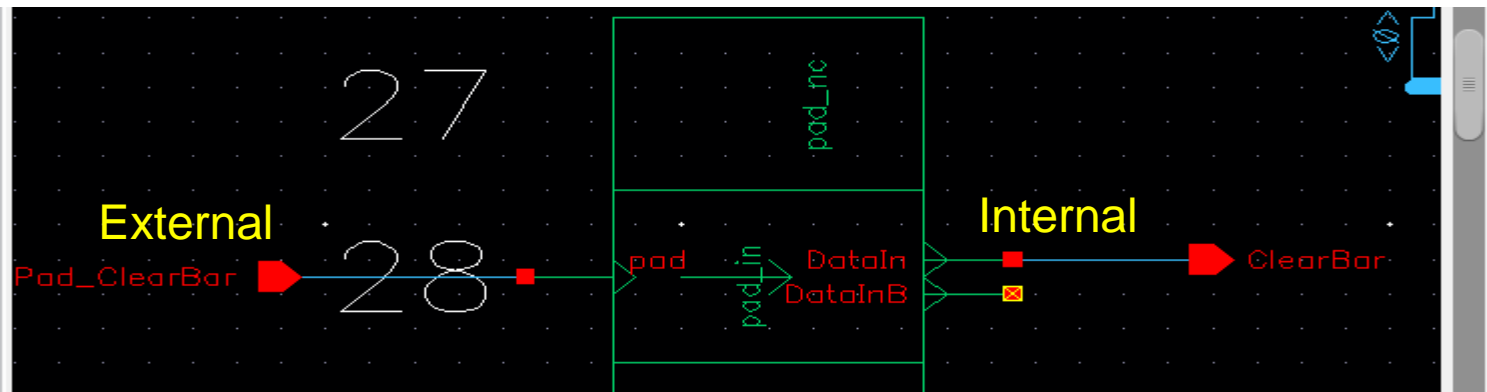 27
pad_nc
External
Internal
Pad_ClearBar
28
pad
pad_in
DataIn
DataInB
ClearBar